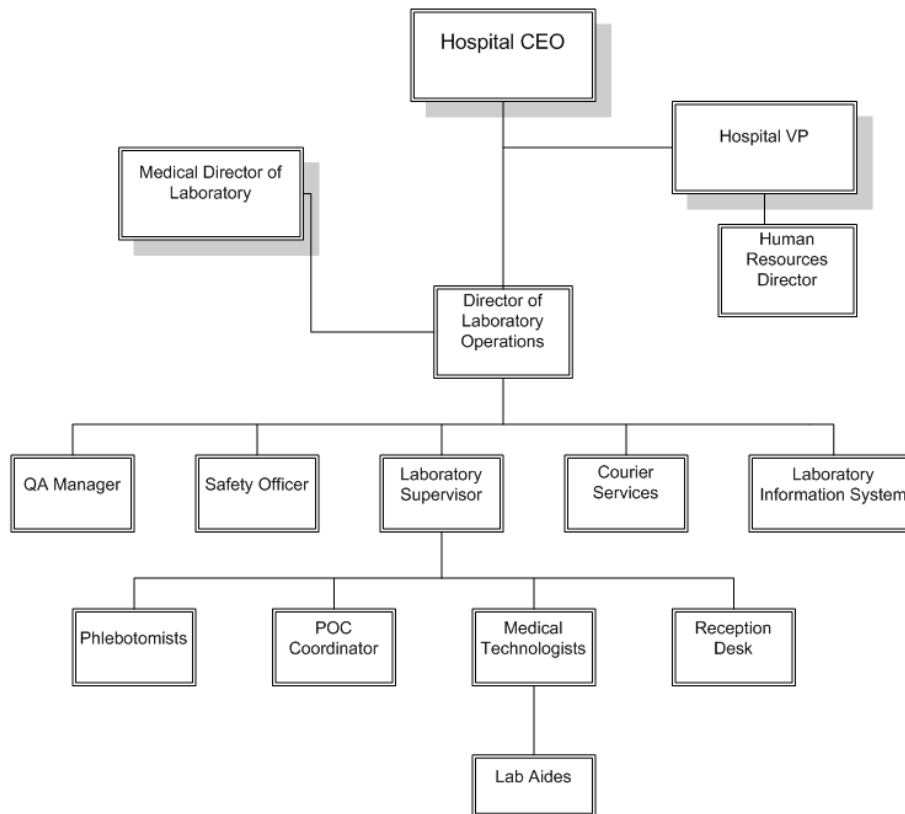 Hospital CEO
Hospital VP
Medical Director of
Laboratory
Human
Resources
Director
Director of
Laboratory
Operations
QA Manager
Safety Officer
Laboratory
Supervisor
Courier
Services
Laboratory
Information System
Phlebotomists
POC
Coordinator
Medical
Technologists
Reception
Desk
Lab Aides